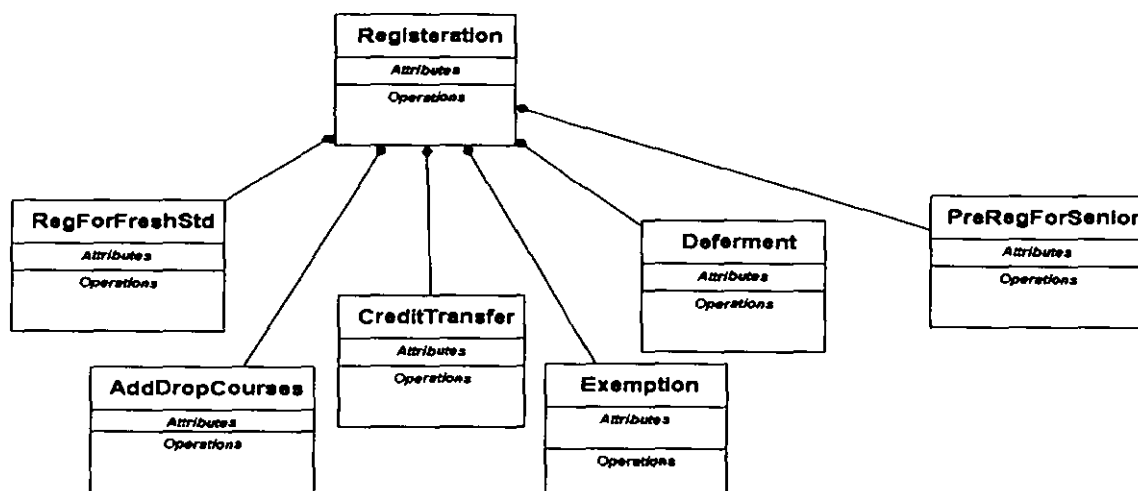 Registeration
Attributes
Operations
RegForFreshStd
Attributes
Operations
AddDropCourses
Attributes
Operations
CreditTransfer
Attributes
Operations
Exemption
Attributes
Operations
Deferment
Attributes
Operations
PreRegForSenior
Attributes
Operations